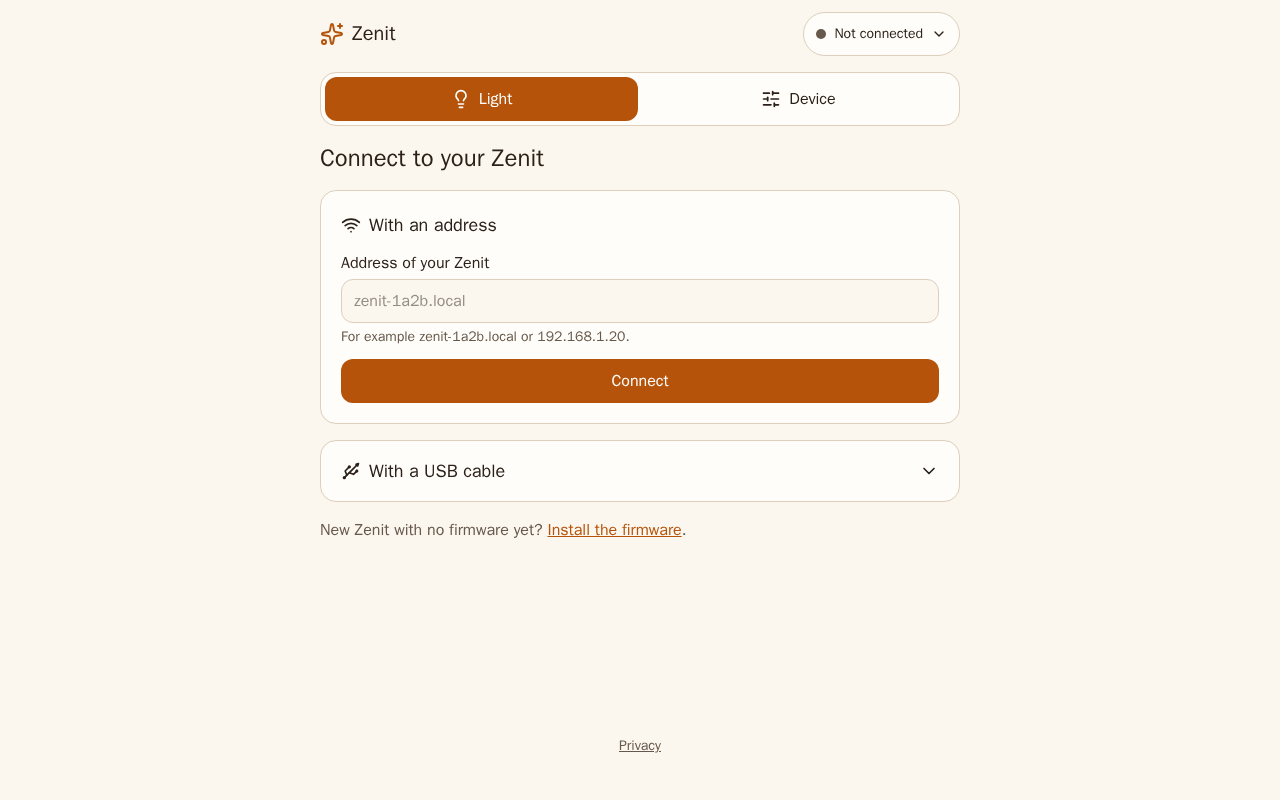 Zenit
Not connected
Light
Device
Connect to your Zenit
With an address
Address of your Zenit
zenit-1a2b.local
For example zenit-1a2b.local or 192.168.1.20.
Connect
With a USB cable
New Zenit with no firmware yet? Install the firmware.
Privacy